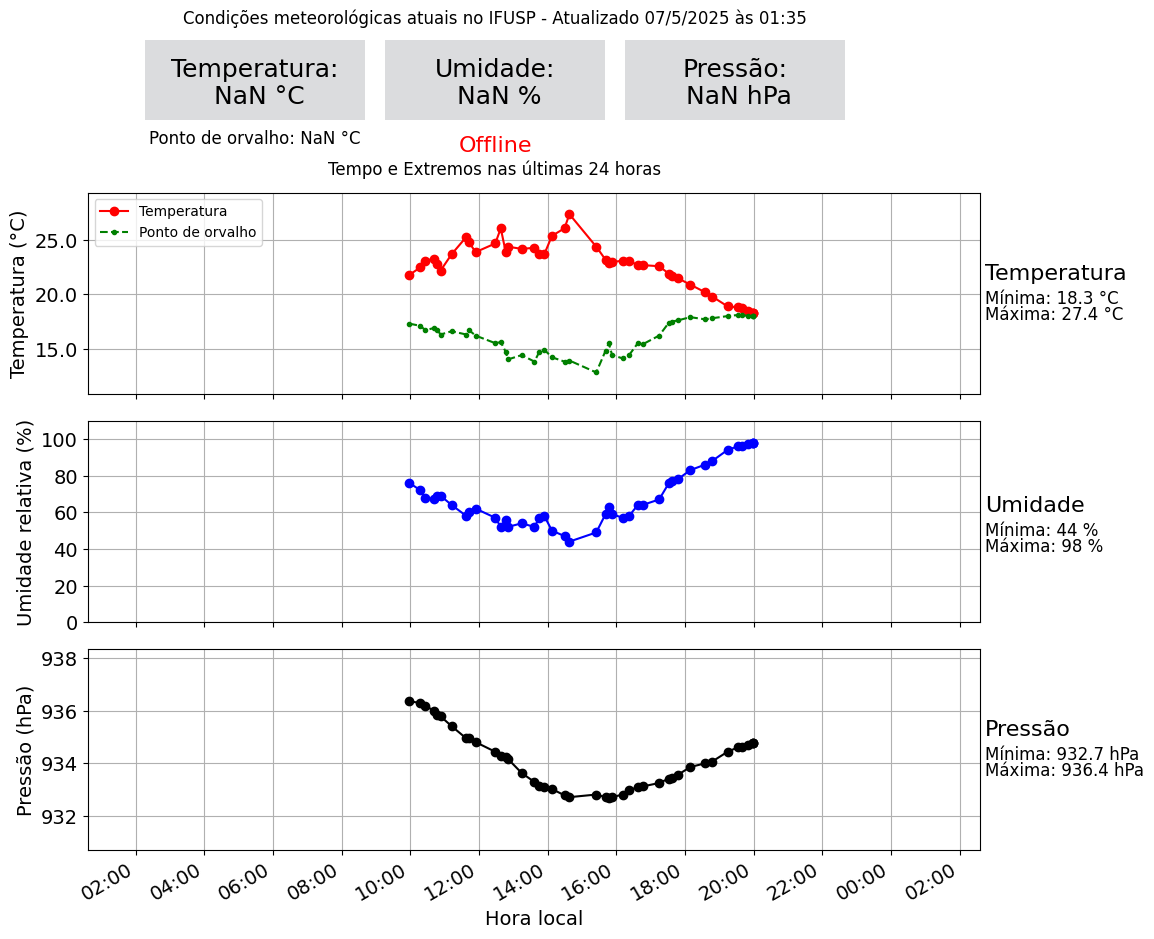 Condições meteorológicas atuais no IFUSP - Atualizado 07/5/2025 às 01:35
Temperatura:
NaN °C
Umidade:
NaN %
Pressão:
NaN hPa
Ponto de orvalho: NaN °C
Offline
Tempo e Extremos nas últimas 24 horas
Temperatura
Ponto de orvalho
Temperatura (°C)
25.0
20.0
15.0
Temperatura
Mínima: 18.3 °C
Máxima: 27.4 °C
Umidade relativa (%)
100
80
60
40
20
0
Umidade
Mínima: 44 %
Máxima: 98 %
Pressão (hPa)
938
936
934
932
Pressão
Mínima: 932.7 hPa
Máxima: 936.4 hPa
02:00
04:00
06:00
08:00
10:00
12:00
14:00
16:00
18:00
20:00
22:00
00:00
02:00
Hora local